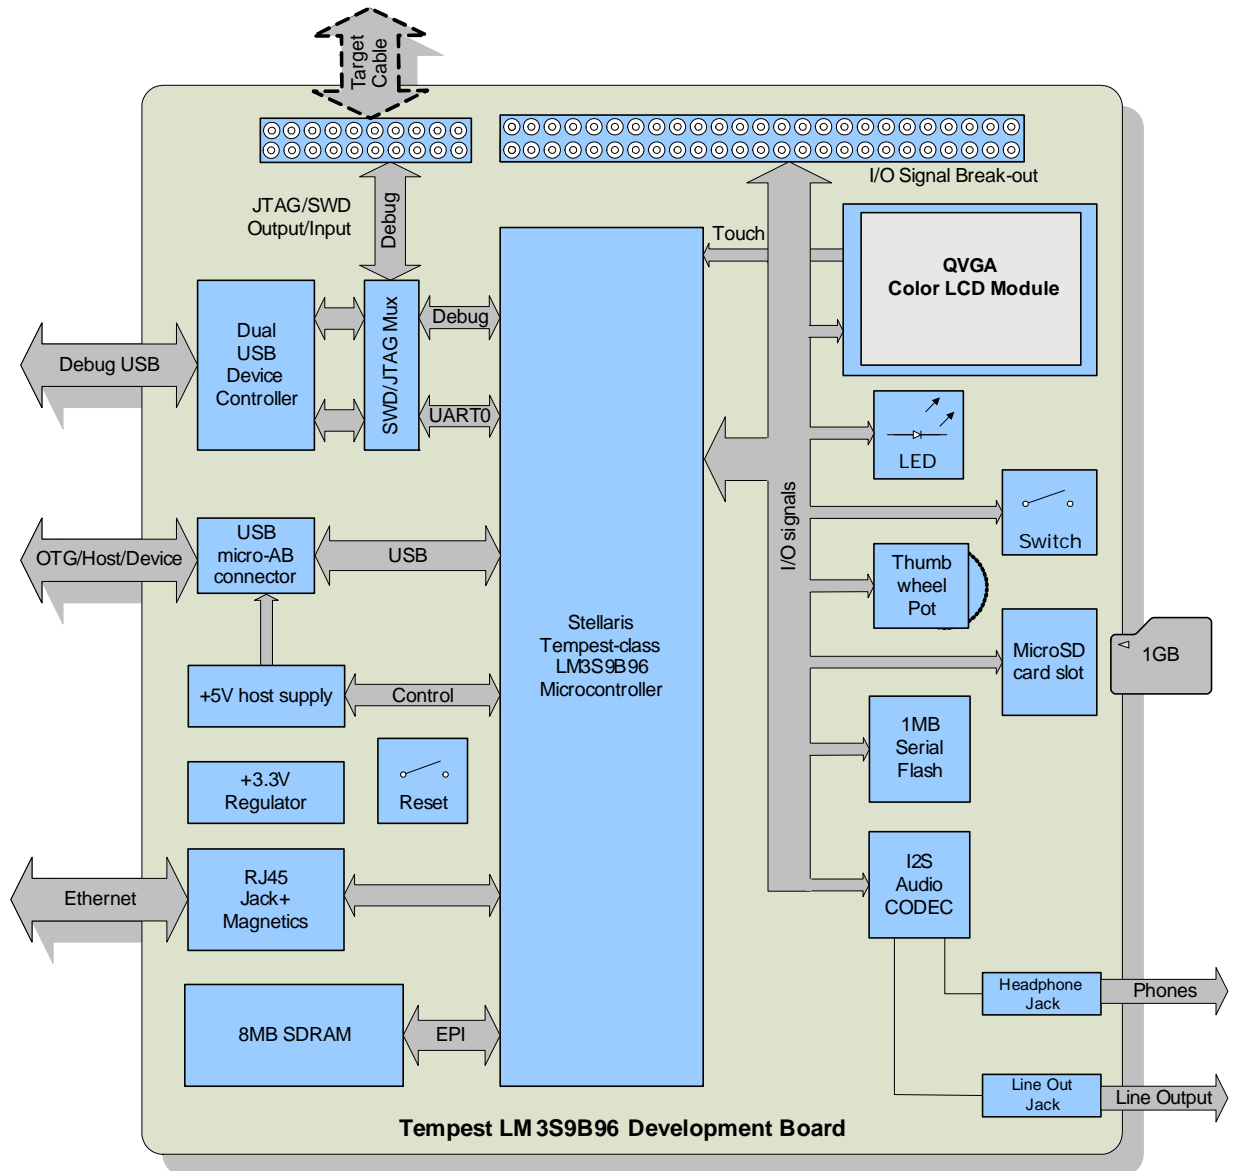 Target
Cable
I/O Signal Break-out
JTAG/SWD
Output/Input
Debug
Touch
QVGA
Color LCD Module
Dual
USB
Device
Controller
SWD/JTAG Mux
Debug
Debug USB
UART0
LED
I/O signals
Switch
USB
micro-AB
connector
OTG/Host/Device
USB
Thumb
wheel
Pot
Stellaris
Tempest-class
LM3S9B96
Microcontroller
MicroSD
card slot
1GB
+5V host supply
Control
1MB
Serial
Flash
+3.3V
Regulator
Reset
I2S
Audio
CODEC
Ethernet
RJ45
Jack+
Magnetics
Headphone
Jack
Phones
8MB SDRAM
EPI
Line Out
Jack
Line Output
Tempest LM3S9B96 Development Board